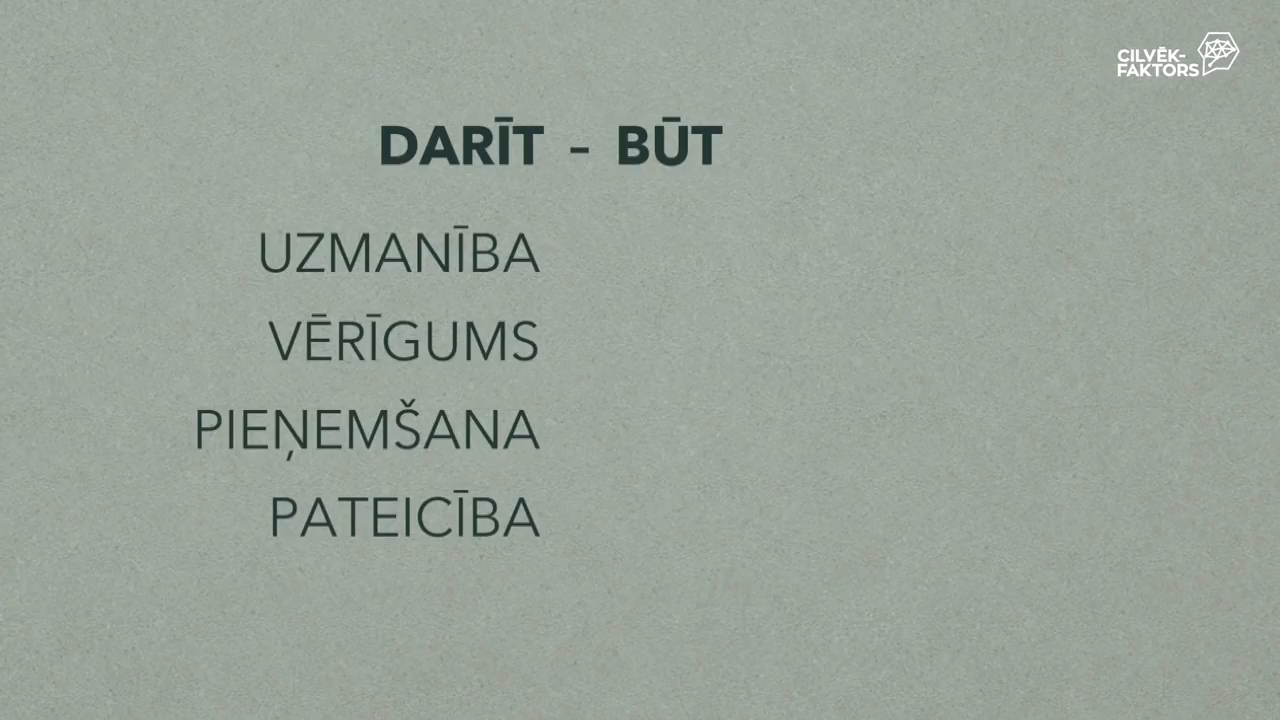 CILVĒK-
FAKTORS
DARĪT - BŪT
UZMANĪBA
VĒRĪGUMS
PIEŅEMŠANA
PATEICĪBA